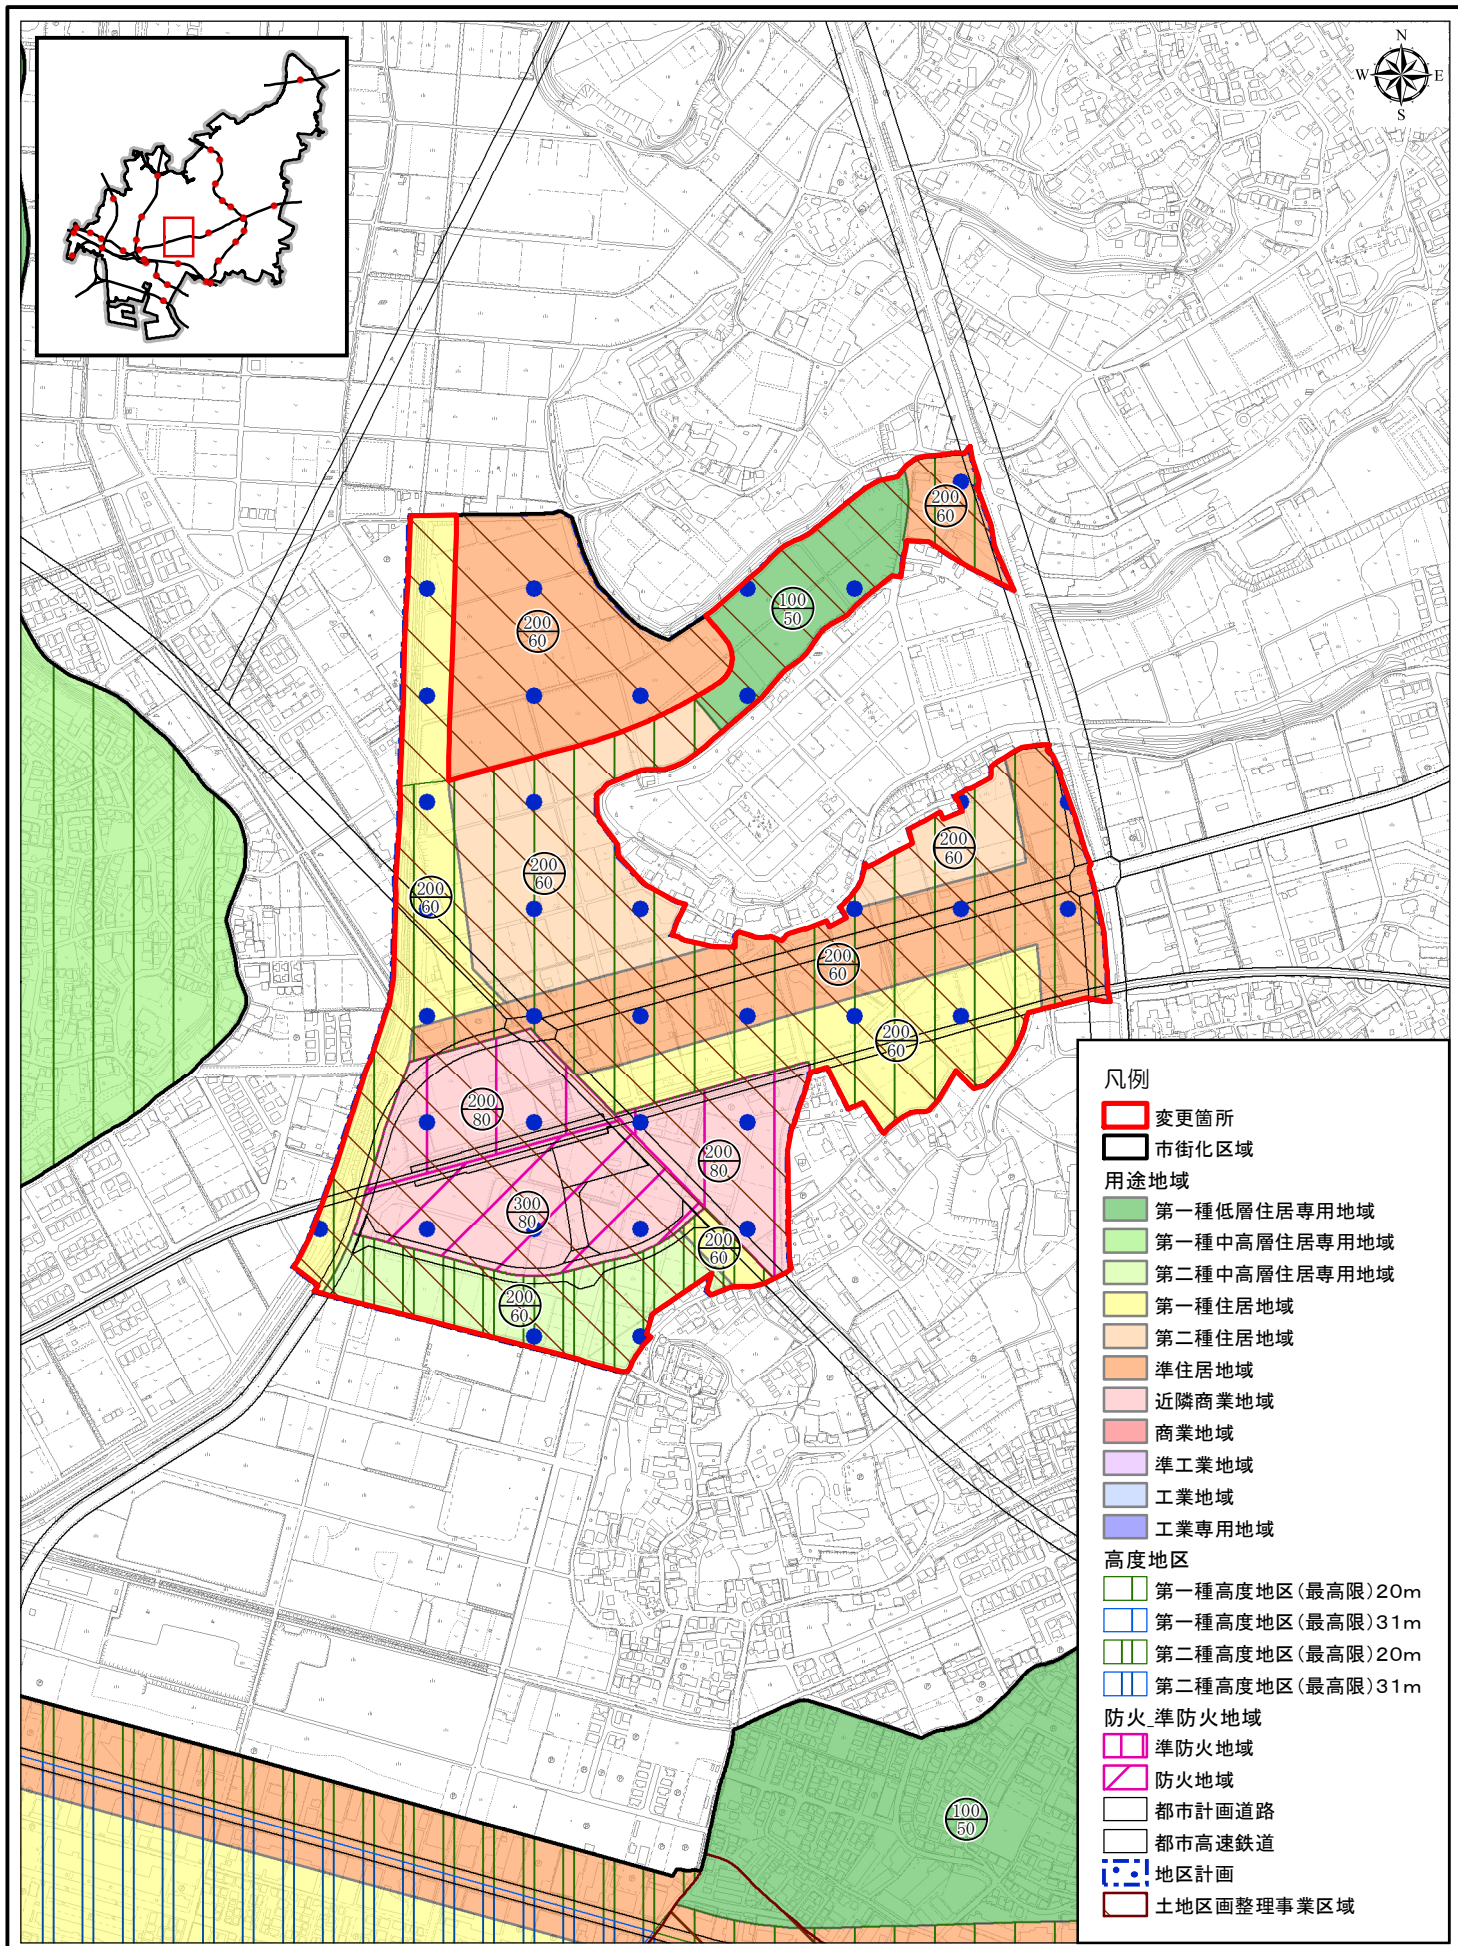 N
W E
S
200
60
100
50
200
60
200
60
200
60
200
60
200
60
200
60
200
80
200
80
300
80
200
60
200
60
100
50
凡例
変更箇所
市街化区域
用途地域
第一種低層住居専用地域
第一種中高層住居専用地域
第二種中高層住居専用地域
第一種住居地域
第二種住居地域
準住居地域
近隣商業地域
商業地域
準工業地域
工業地域
工業専用地域
高度地区
第一種高度地区(最高限)20m
第一種高度地区(最高限)31m
第二種高度地区(最高限)20m
第二種高度地区(最高限)31m
防火_準防火地域
準防火地域
防火地域
都市計画道路
都市高速鉄道
地区計画
土地区画整理事業区域